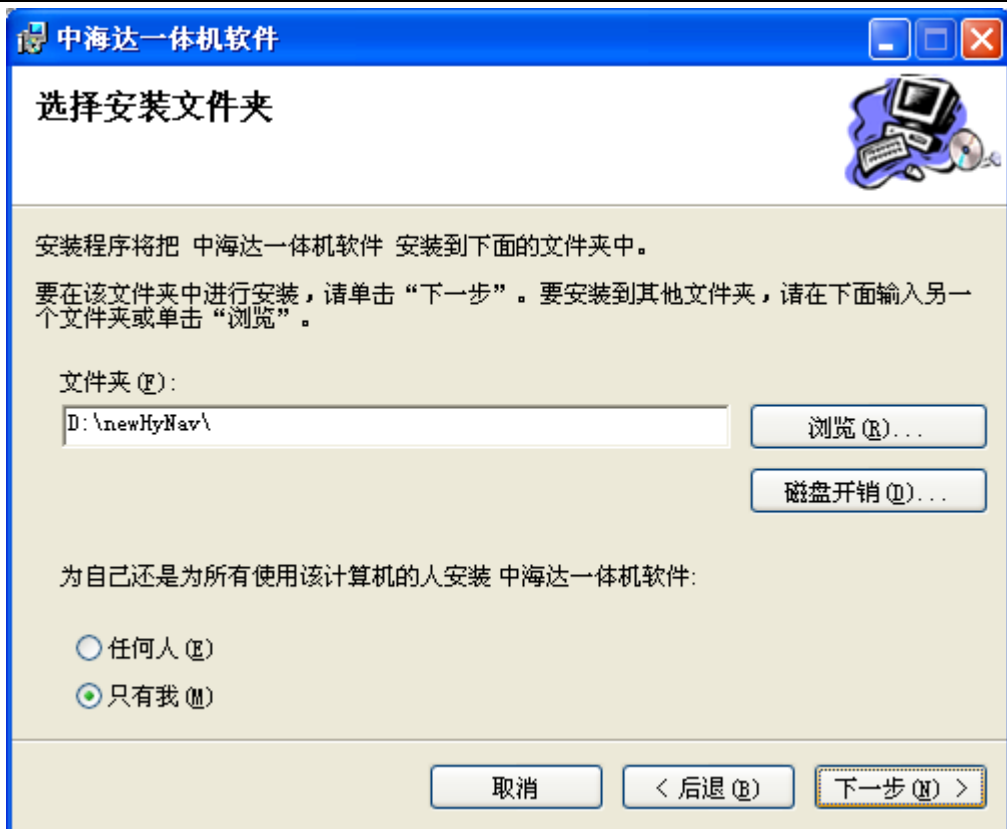 中海达一体机软件
选择安装文件夹
安装程序将把 中海达一体机软件 安装到下面的文件夹中。
要在该文件夹中进行安装，请单击“下一步”。要安装到其他文件夹，请在下面输入另一
个文件夹或单击“浏览”。
文件夹(F):
D:\newHyNav\
浏览(R)...
磁盘开销(D)...
为自己还是为所有使用该计算机的人安装 中海达一体机软件:
任何人(E)
只有我(M)
取消
< 后退(B)
下一步(N) >